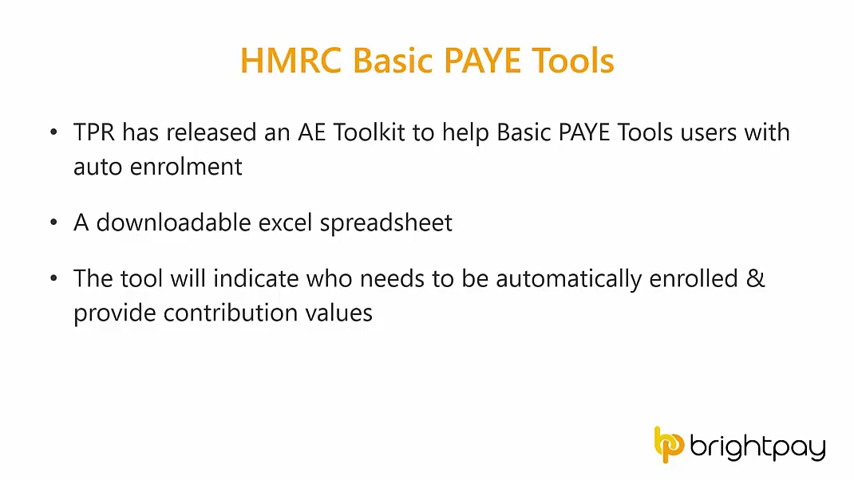 HMRC Basic PAYE Tools
• TPR has released an AE Toolkit to help Basic PAYE Tools users with
auto enrolment
• A downloadable excel spreadsheet
• The tool will indicate who needs to be automatically enrolled &
provide contribution values
bp brightpay